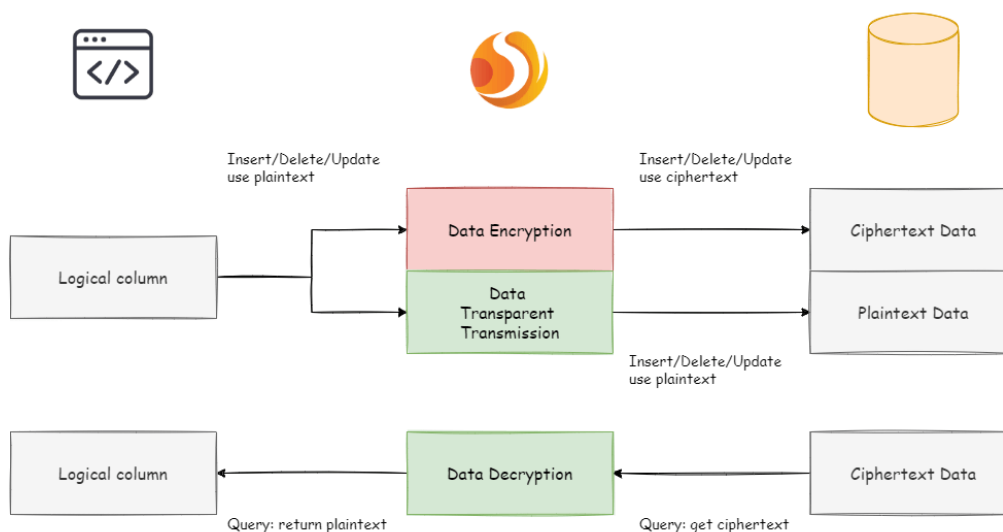 </>
Insert/Delete/Update
use plaintext
Insert/Delete/Update
use ciphertext
Logical column
Data Encryption
Ciphertext Data
Data
Transparent
Transmission
Plaintext Data
Insert/Delete/Update
use plaintext
Logical column
Data Decryption
Ciphertext Data
Query: return plaintext
Query: get ciphertext